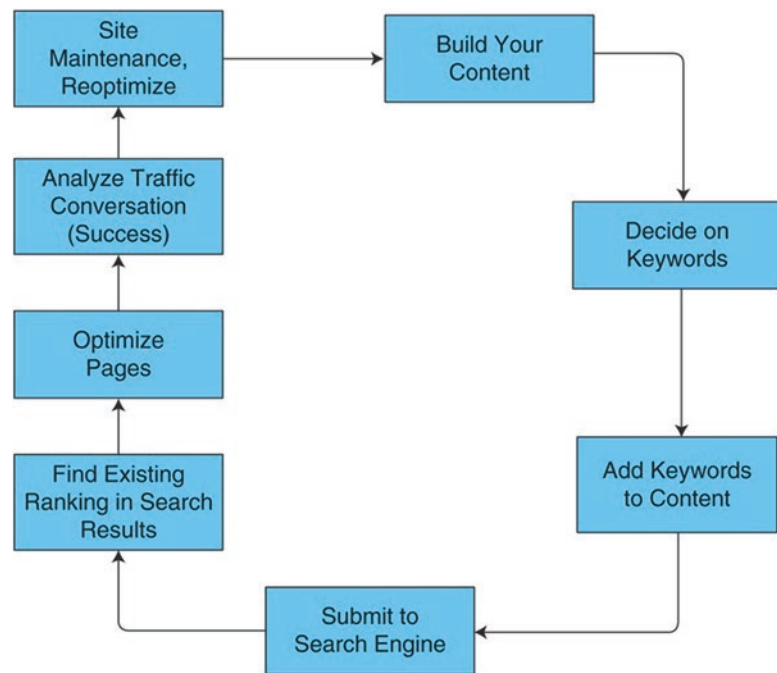 Site
Maintenance,
Reoptimize
Build Your
Content
Analyze Traffic
Conversation
(Success)
Decide on
Keywords
Optimize
Pages
Find Existing
Ranking in Search
Results
Add Keywords
to Content
Submit to
Search Engine